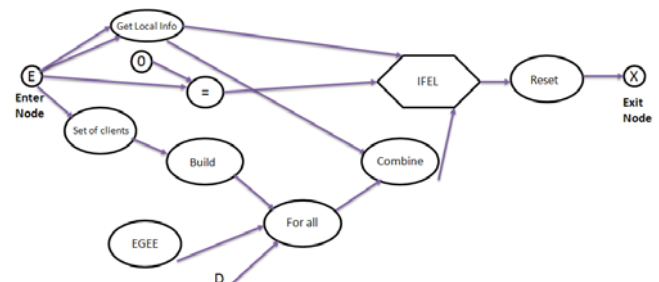 Get Local Info
0
E
=
IFEL
Reset
X
Enter
Node
Exit
Node
Set of clients
Build
Combine
For all
EGEE
D